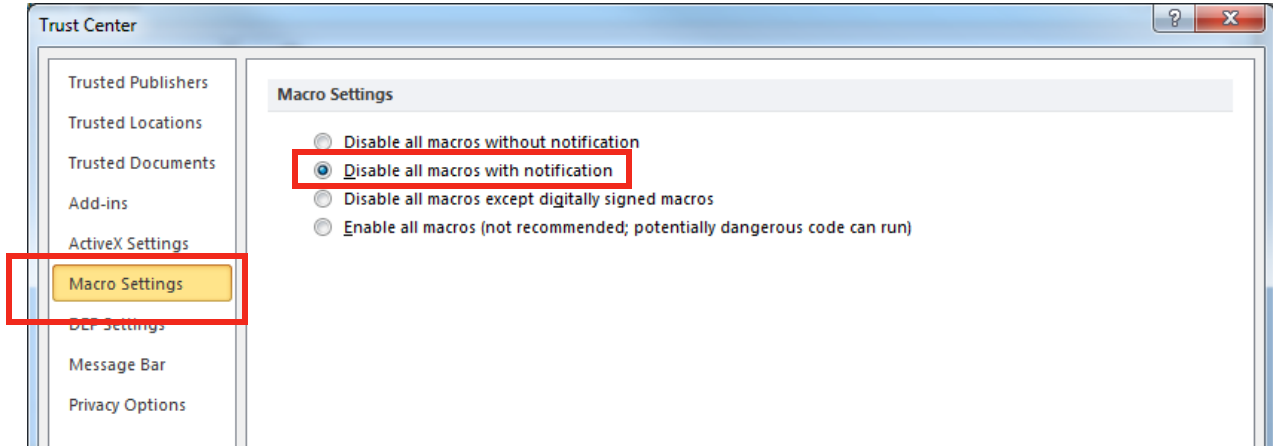 Trust Center
Trusted Publishers
Trusted Locations
Trusted Documents
Add-ins
ActiveX Settings
Macro Settings
DEP Settings
Message Bar
Privacy Options
Macro Settings
Disable all macros without notification
Disable all macros with notification
Disable all macros except digitally signed macros
Enable all macros (not recommended; potentially dangerous code can run)